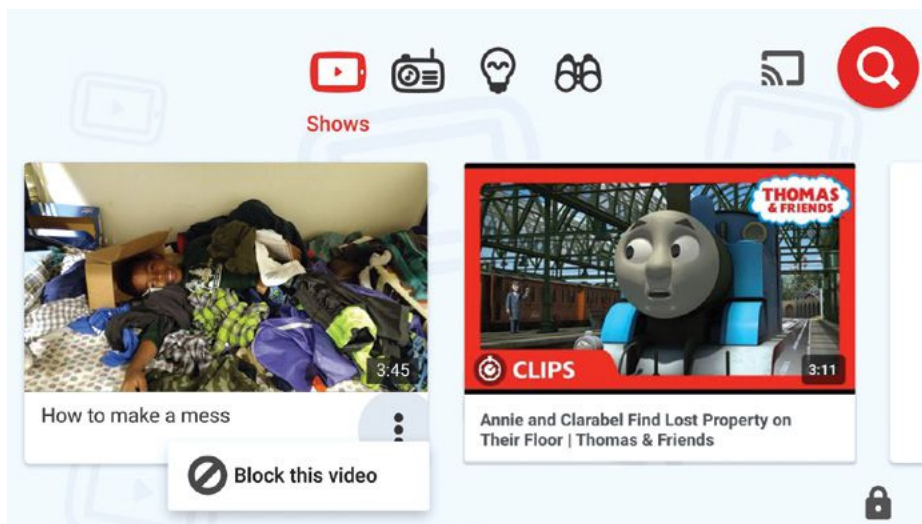 Shows
THOMAS
& FRIENDS
3:45
CLIPS
3:11
How to make a mess
Annie and Clarabel Find Lost Property on
Their Floor | Thomas & Friends
Block this video